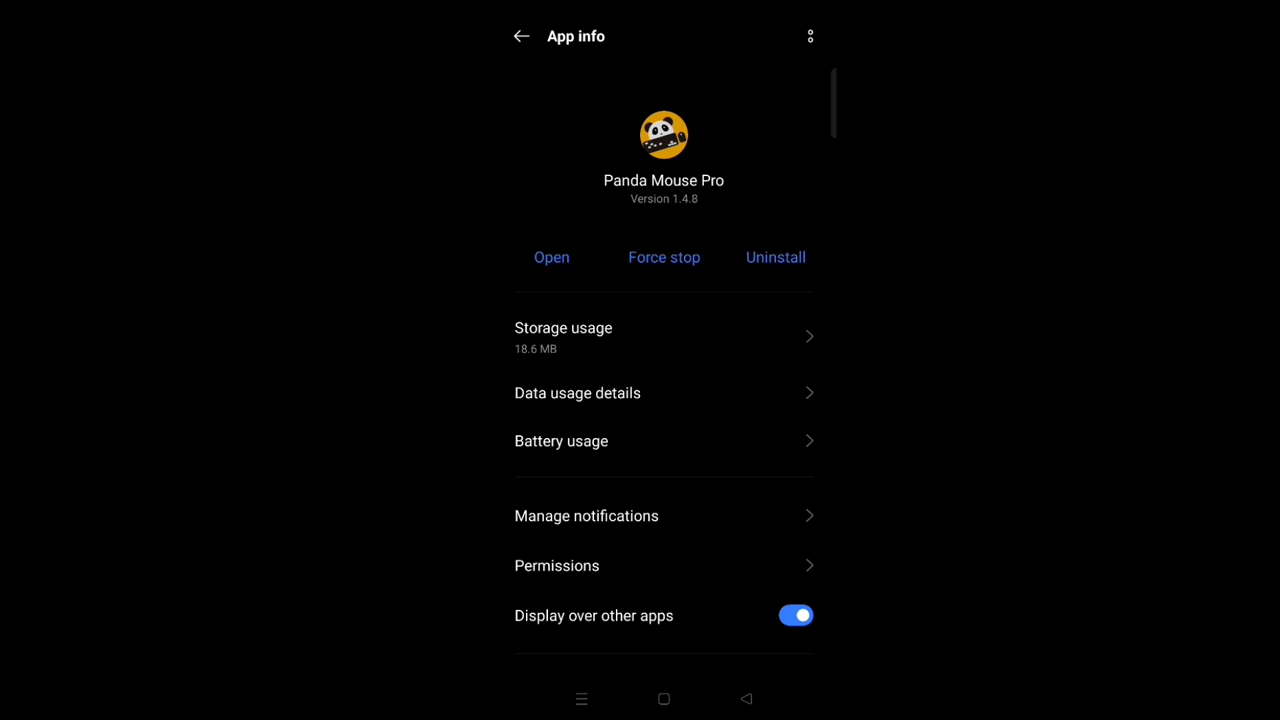 App info
Panda Mouse Pro
Version 1.4.8
Open Force stop Uninstall
Storage usage
18.6 MB
Data usage details
Battery usage
Manage notifications
Permissions
Display over other apps